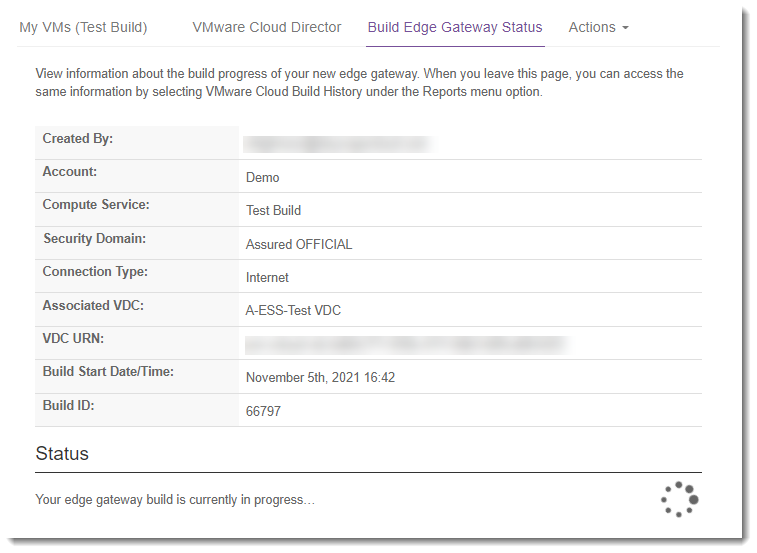 My VMs (Test Build) VMware Cloud Director Build Edge Gateway Status Actions
View information about the build progress of your new edge gateway. When you leave this page, you can access the
same information by selecting VMware Cloud Build History under the Reports menu option.
Created By:
Account: Demo
Compute Service: Test Build
Security Domain: Assured OFFICIAL
Connection Type: Internet
Associated VDC: A-ESS-Test VDC
VDC URN:
Build Start Date/Time: November 5th, 2021 16:42
Build ID: 66797
Status
Your edge gateway build is currently in progress...